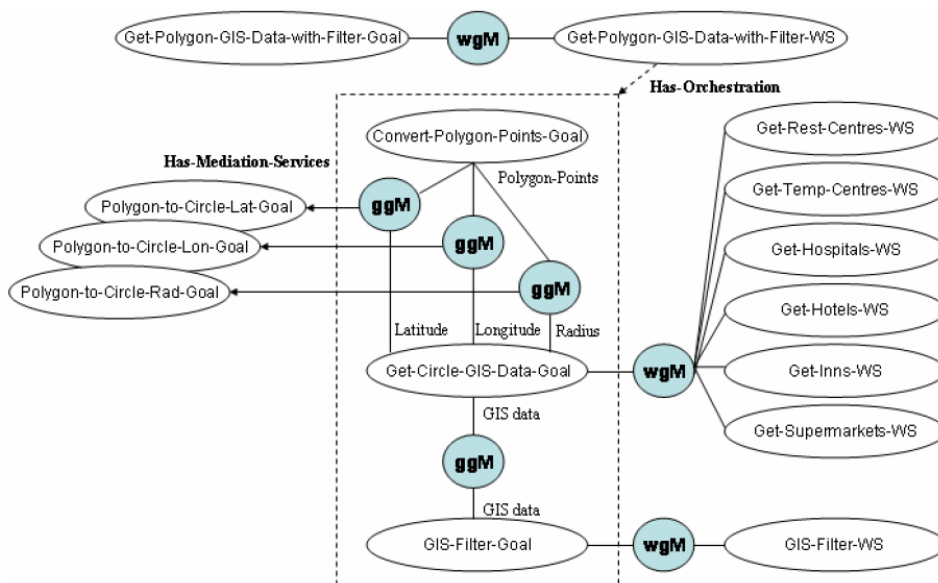 Get-Polygon-GIS-Data-with-Filter-Goal
wgM
Get-Polygon-GIS-Data-with-Filter-WS
Has-Orchestration
Convert-Polygon-Points-Goal
Get-Rest-Centres-WS
Has-Mediation-Services
Polygon-Points
ggM
Get-Temp-Centres-WS
Polygon-to-Circle-Lat-Goal
Polygon-to-Circle-Lon-Goal
ggM
Get-Hospitals-WS
Polygon-to-Circle-Rad-Goal
ggM
Get-Hotels-WS
Latitude
Longitude
Radius
Get-Circle-GIS-Data-Goal
wgM
Get-Inns-WS
GIS data
Get-Supermarkets-WS
ggM
GIS data
GIS-Filter-Goal
wgM
GIS-Filter-WS